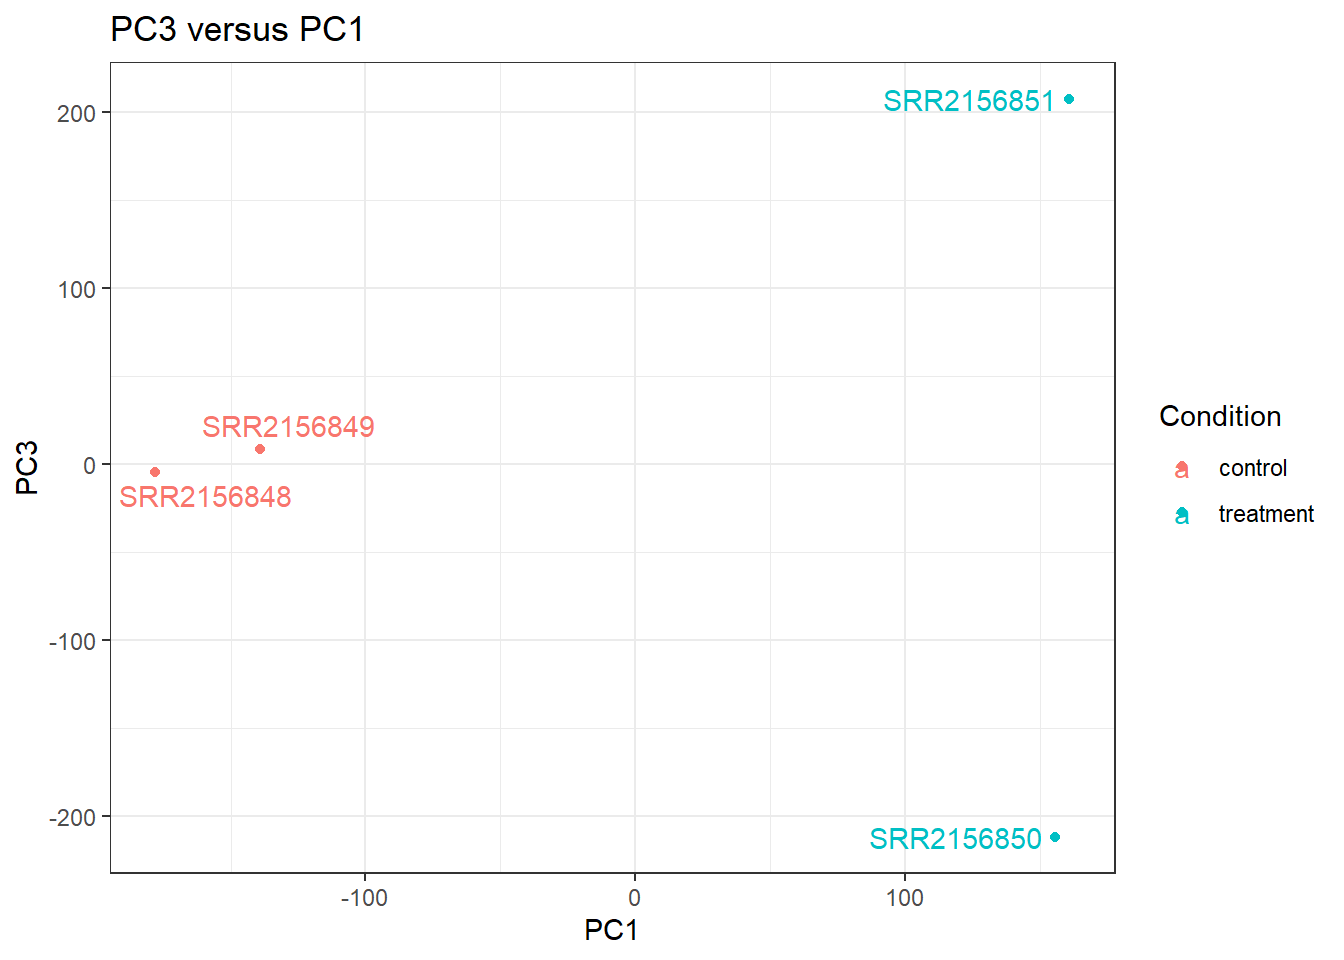 PC3 versus PC1
SRR2156851
200
100
SRR2156849
0
SRR2156848
-100
-200
SRR2156850
-100 0 100
PC1
PC3
Condition
a control
a treatment